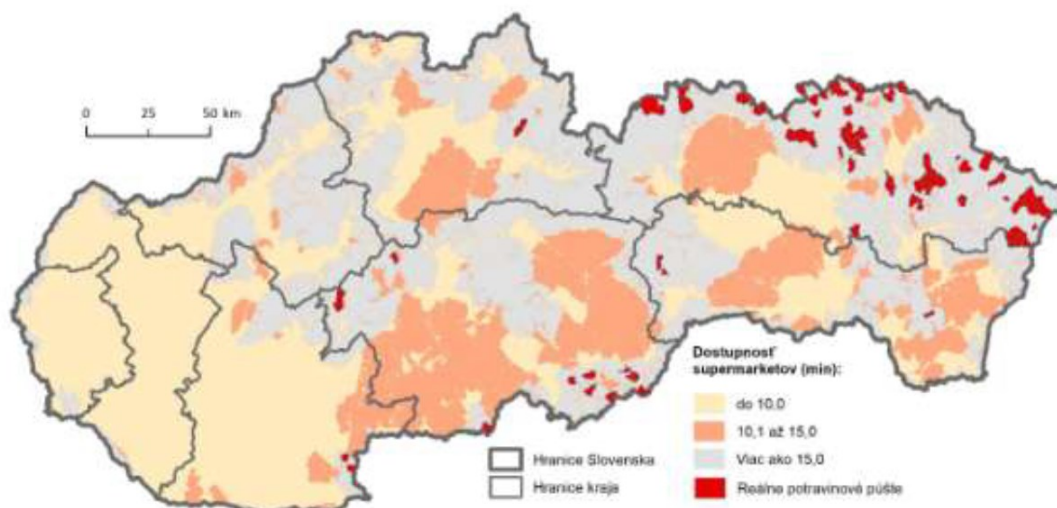 0 25 50 km
Dostupnosť
supermarketov (min):
do 10,0
10,1 až 15,0
Viac ako 15,0
Reálne potravinové púšte
Hranice Slovenska
Hranice kraja